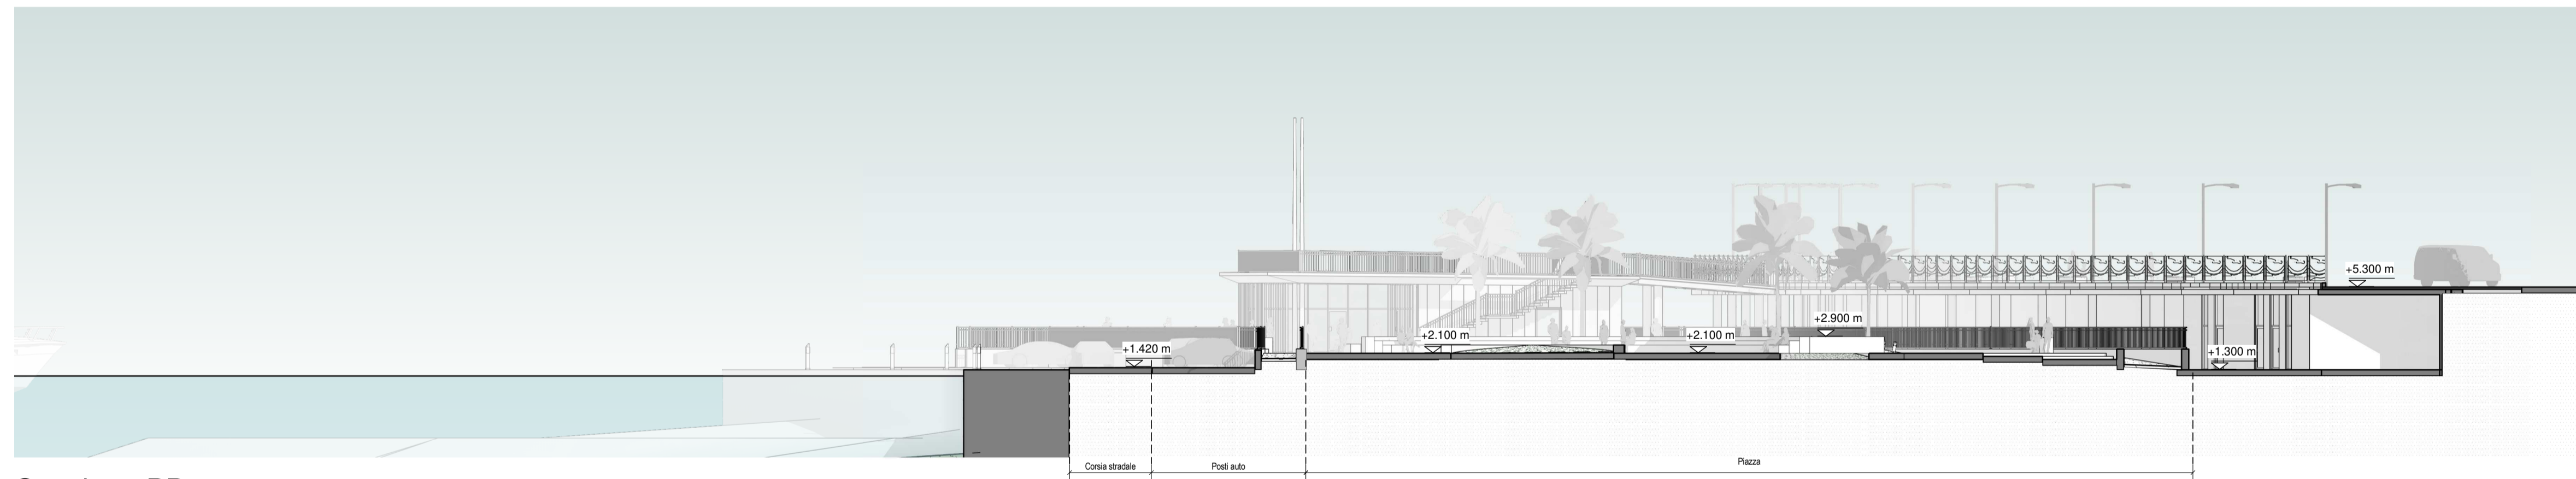 +5.300 m
+2.900 m
+2.100 m
+2.100 m
+1.420 m
+1.300 m
Corsia stradale
Posti auto
Piazza